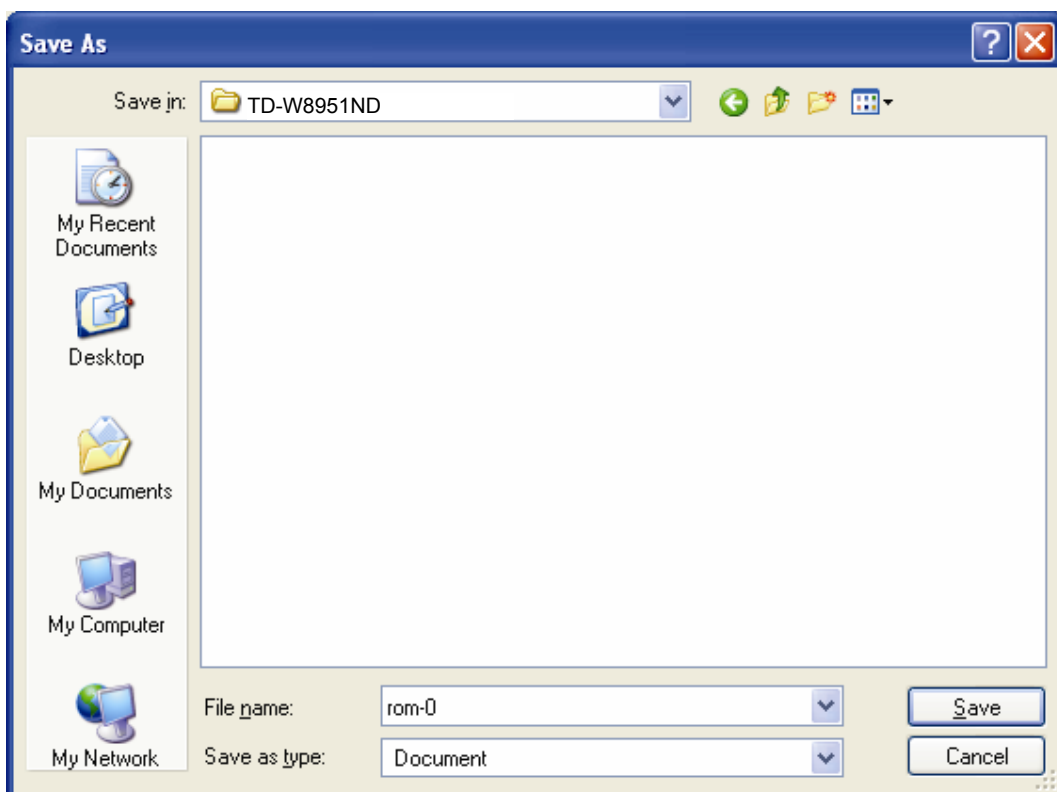 Save As
Save in:
TD-W8951ND
My Recent
Documents
Desktop
My Documents
My Computer
My Network
File name:
rom-0
Save
Save as type:
Document
Cancel